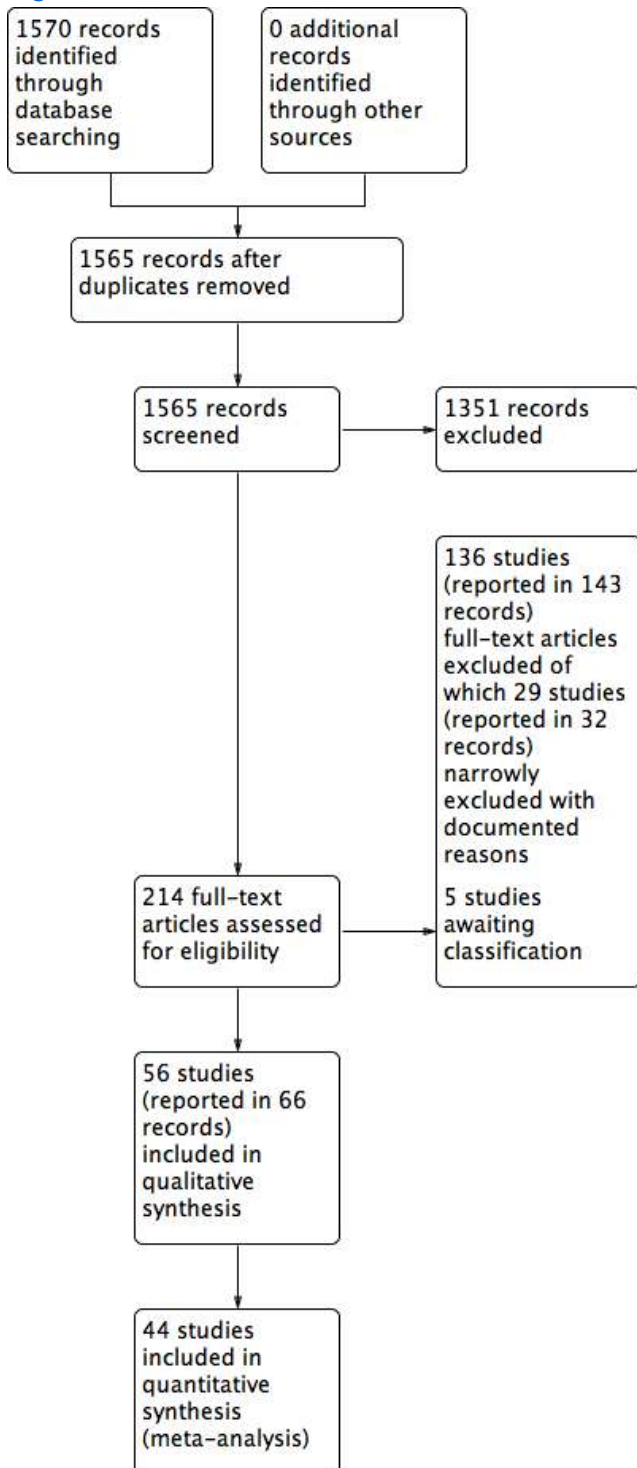 1570 records
identified
through
database
searching
0 additional
records
identified
through other
sources
1565 records after
duplicates removed
1565 records
screened
1351 records
excluded
136 studies
(reported in 143
records)
full-text articles
excluded of
which 29 studies
(reported in 32
records)
narrowly
excluded with
documented
reasons
5 studies
awaiting
classification
214 full-text
articles assessed
for eligibility
56 studies
(reported in 66
records)
included in
qualitative
synthesis
44 studies
included in
quantitative
synthesis
(meta-analysis)